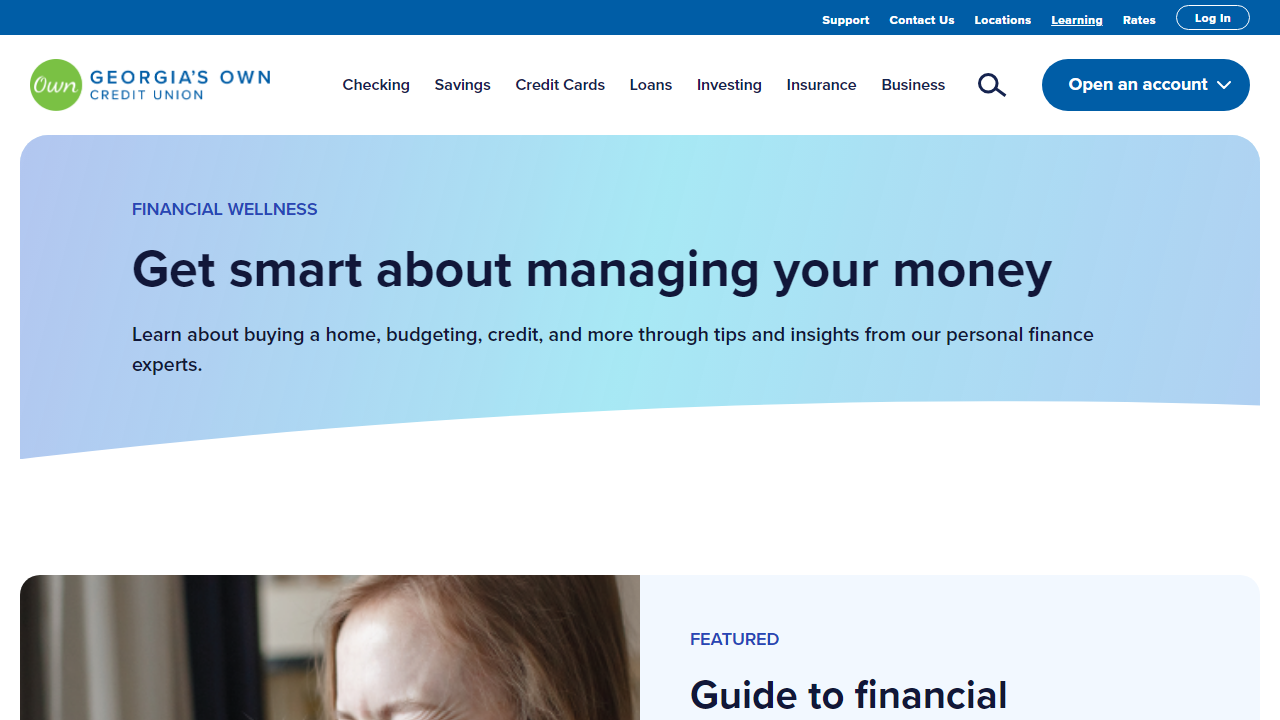 Support Contact Us Locations Learning Rates Log In
Own GEORGIA'S OWN
CREDIT UNION
Checking Savings Credit Cards Loans Investing Insurance Business Open an account
FINANCIAL WELLNESS
Get smart about managing your money
Learn about buying a home, budgeting, credit, and more through tips and insights from our personal finance
experts.
FEATURED
Guide to financial